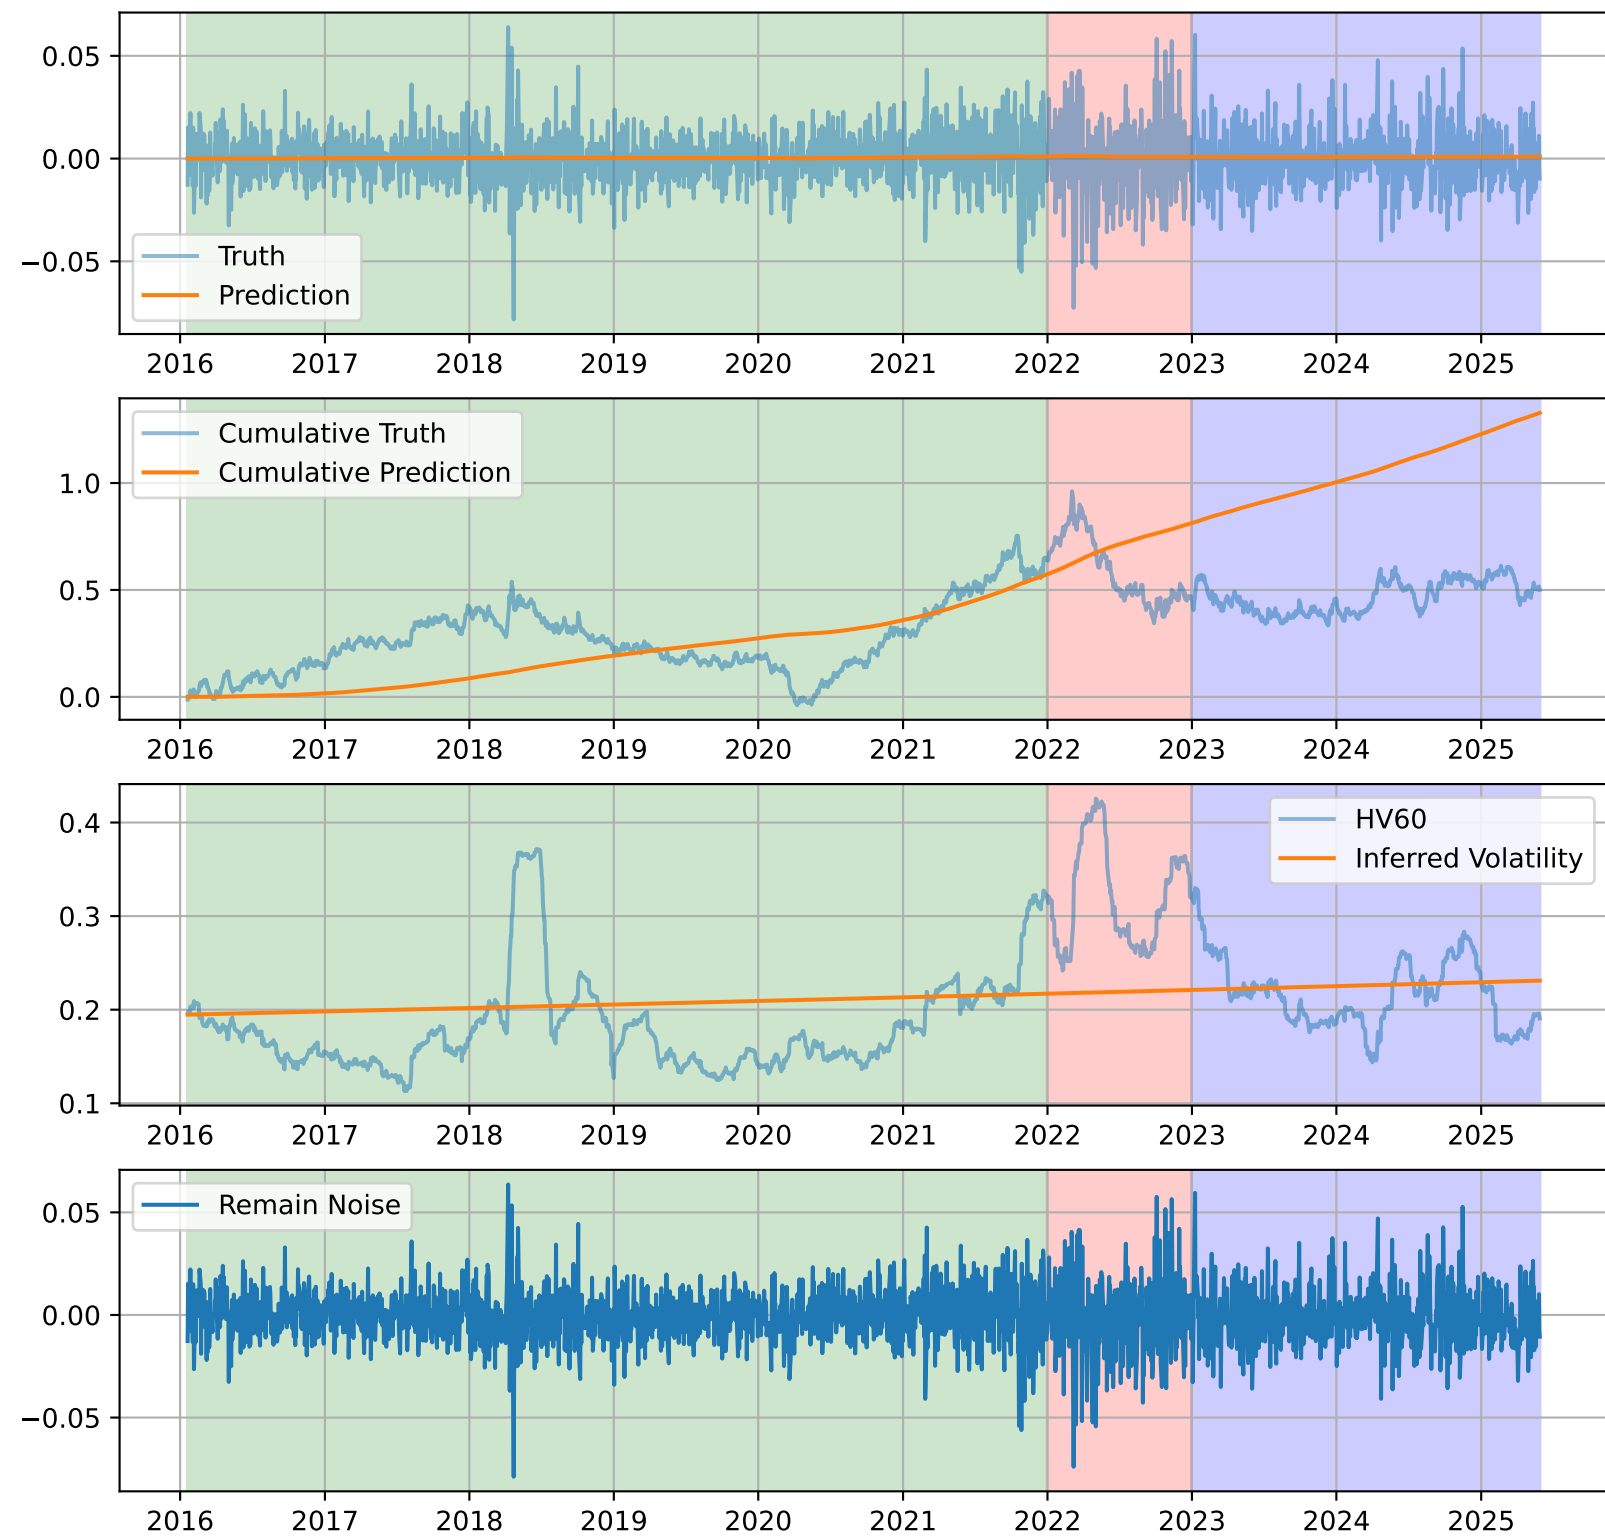 0.05
0.00
−0.05
Truth
Prediction
2016 2017 2018 2019 2020 2021 2022 2023 2024 2025
1.0
0.5
0.0
Cumulative Truth
Cumulative Prediction
2016 2017 2018 2019 2020 2021 2022 2023 2024 2025
0.4
0.3
0.2
0.1
HV60
Inferred Volatility
2016 2017 2018 2019 2020 2021 2022 2023 2024 2025
0.05
0.00
−0.05
Remain Noise
2016 2017 2018 2019 2020 2021 2022 2023 2024 2025